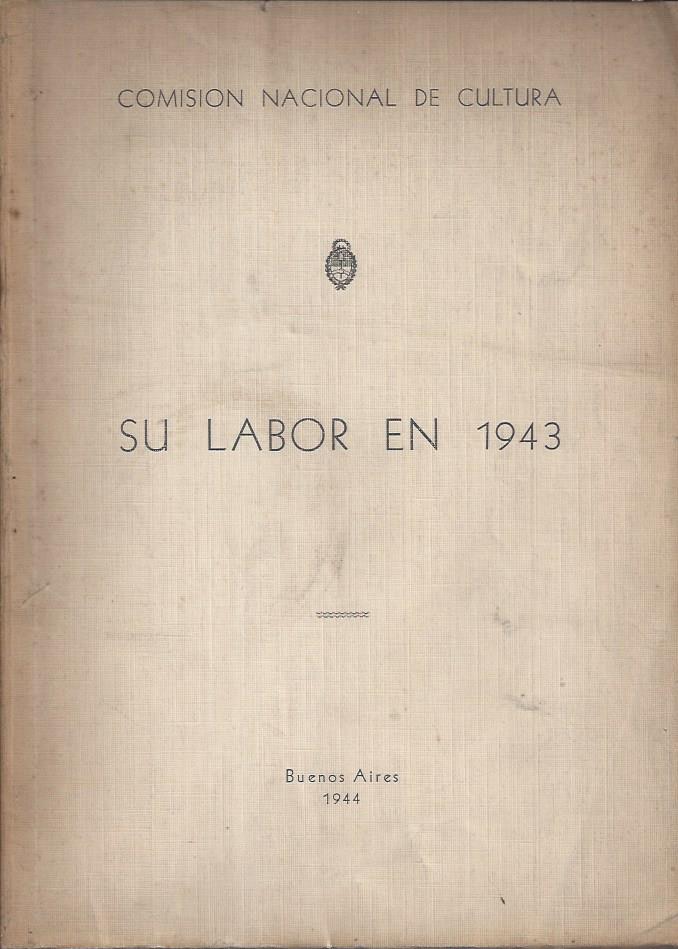 COMISION NACIONAL DE CULTURA
SU LABOR EN 1943
Buenos Aires
1944